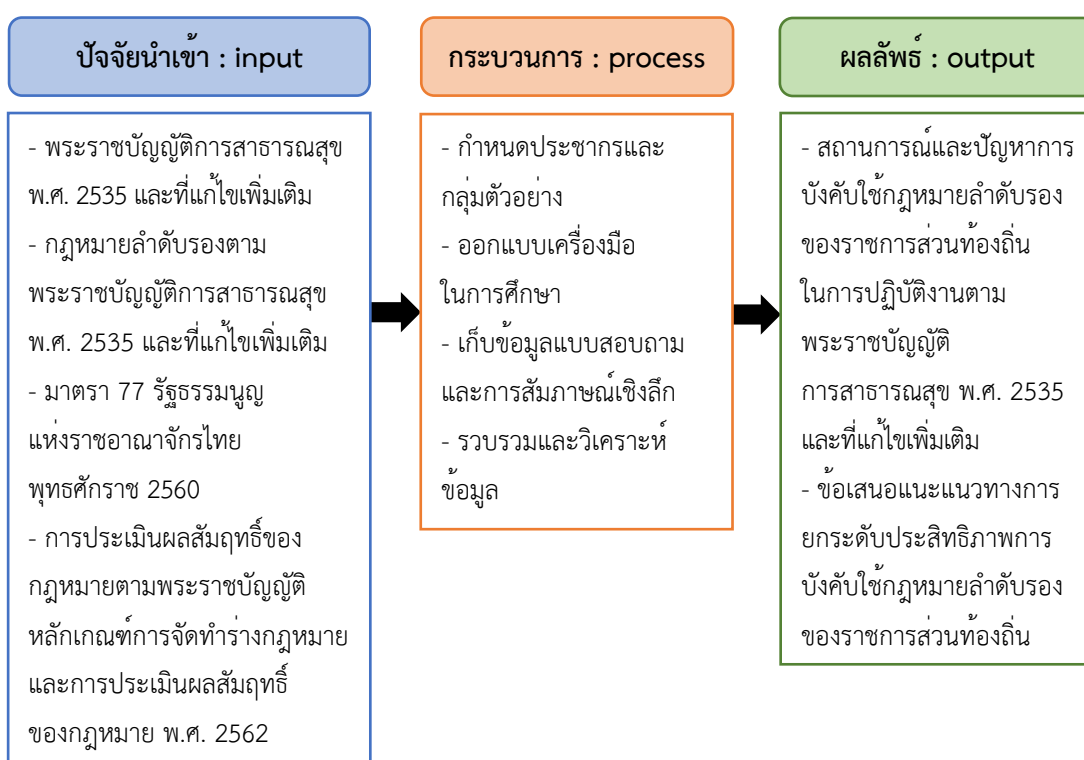 ปัจจัยนำเข้า : input
- พระราชบัญญัติการสาธารณสุข
พ.ศ. 2535 และที่แก้ไขเพิ่มเติม
- กฎหมายลำดับรองตาม
พระราชบัญญัติการสาธารณสุข
พ.ศ. 2535 และที่แก้ไขเพิ่มเติม
- มาตรา 77 รัฐธรรมนูญ
แห่งราชอาณาจักรไทย
พุทธศักราช 2560
- การประเมินผลสัมฤทธิ์ของ
กฎหมายตามพระราชบัญญัติ
หลักเกณฑ์การจัดทำร่างกฎหมาย
และการประเมินผลสัมฤทธิ์
ของกฎหมาย พ.ศ. 2562
กระบวนการ : process
- กำหนดประชากรและ
กลุ่มตัวอย่าง
- ออกแบบเครื่องมือ
ในการศึกษา
- เก็บข้อมูลแบบสอบถาม
และการสัมภาษณ์เชิงลึก
- รวบรวมและวิเคราะห์
ข้อมูล
ผลลัพธ์ : output
- สถานการณ์และปัญหาการ
บังคับใช้กฎหมายลำดับรอง
ของราชการส่วนท้องถิ่น
ในการปฏิบัติงานตาม
พระราชบัญญัติ
การสาธารณสุข พ.ศ. 2535
และที่แก้ไขเพิ่มเติม
- ข้อเสนอแนะแนวทางการ
ยกระดับประสิทธิภาพการ
บังคับใช้กฎหมายลำดับรอง
ของราชการส่วนท้องถิ่น